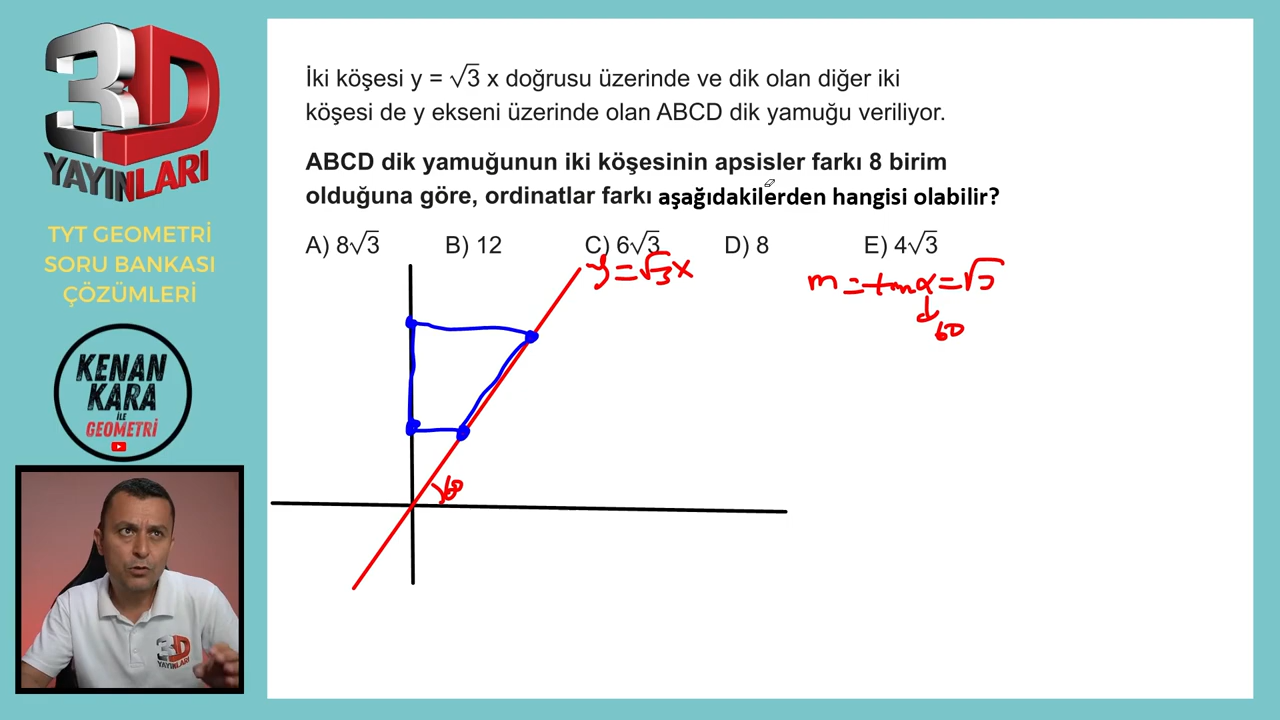 3D
YAYINLARI
TYT GEOMETRİ
SORU BANKASI
ÇÖZÜMLERİ
KENAN
KARA
İLE
GEOMETRİ
3D
YAYINLARI
İki köşesi y = √3 x doğrusu üzerinde ve dik olan diğer iki
köşesi de y ekseni üzerinde olan ABCD dik yamuğu veriliyor.
ABCD dik yamuğunun iki köşesinin apsisler farkı 8 birim
olduğuna göre, ordinatlar farkı aşağıdakilerden hangisi olabilir?
A) 8√3 B) 12 C) 6√3 D) 8 E) 4√3
y = √3 x
m = tan α = √3
60
60